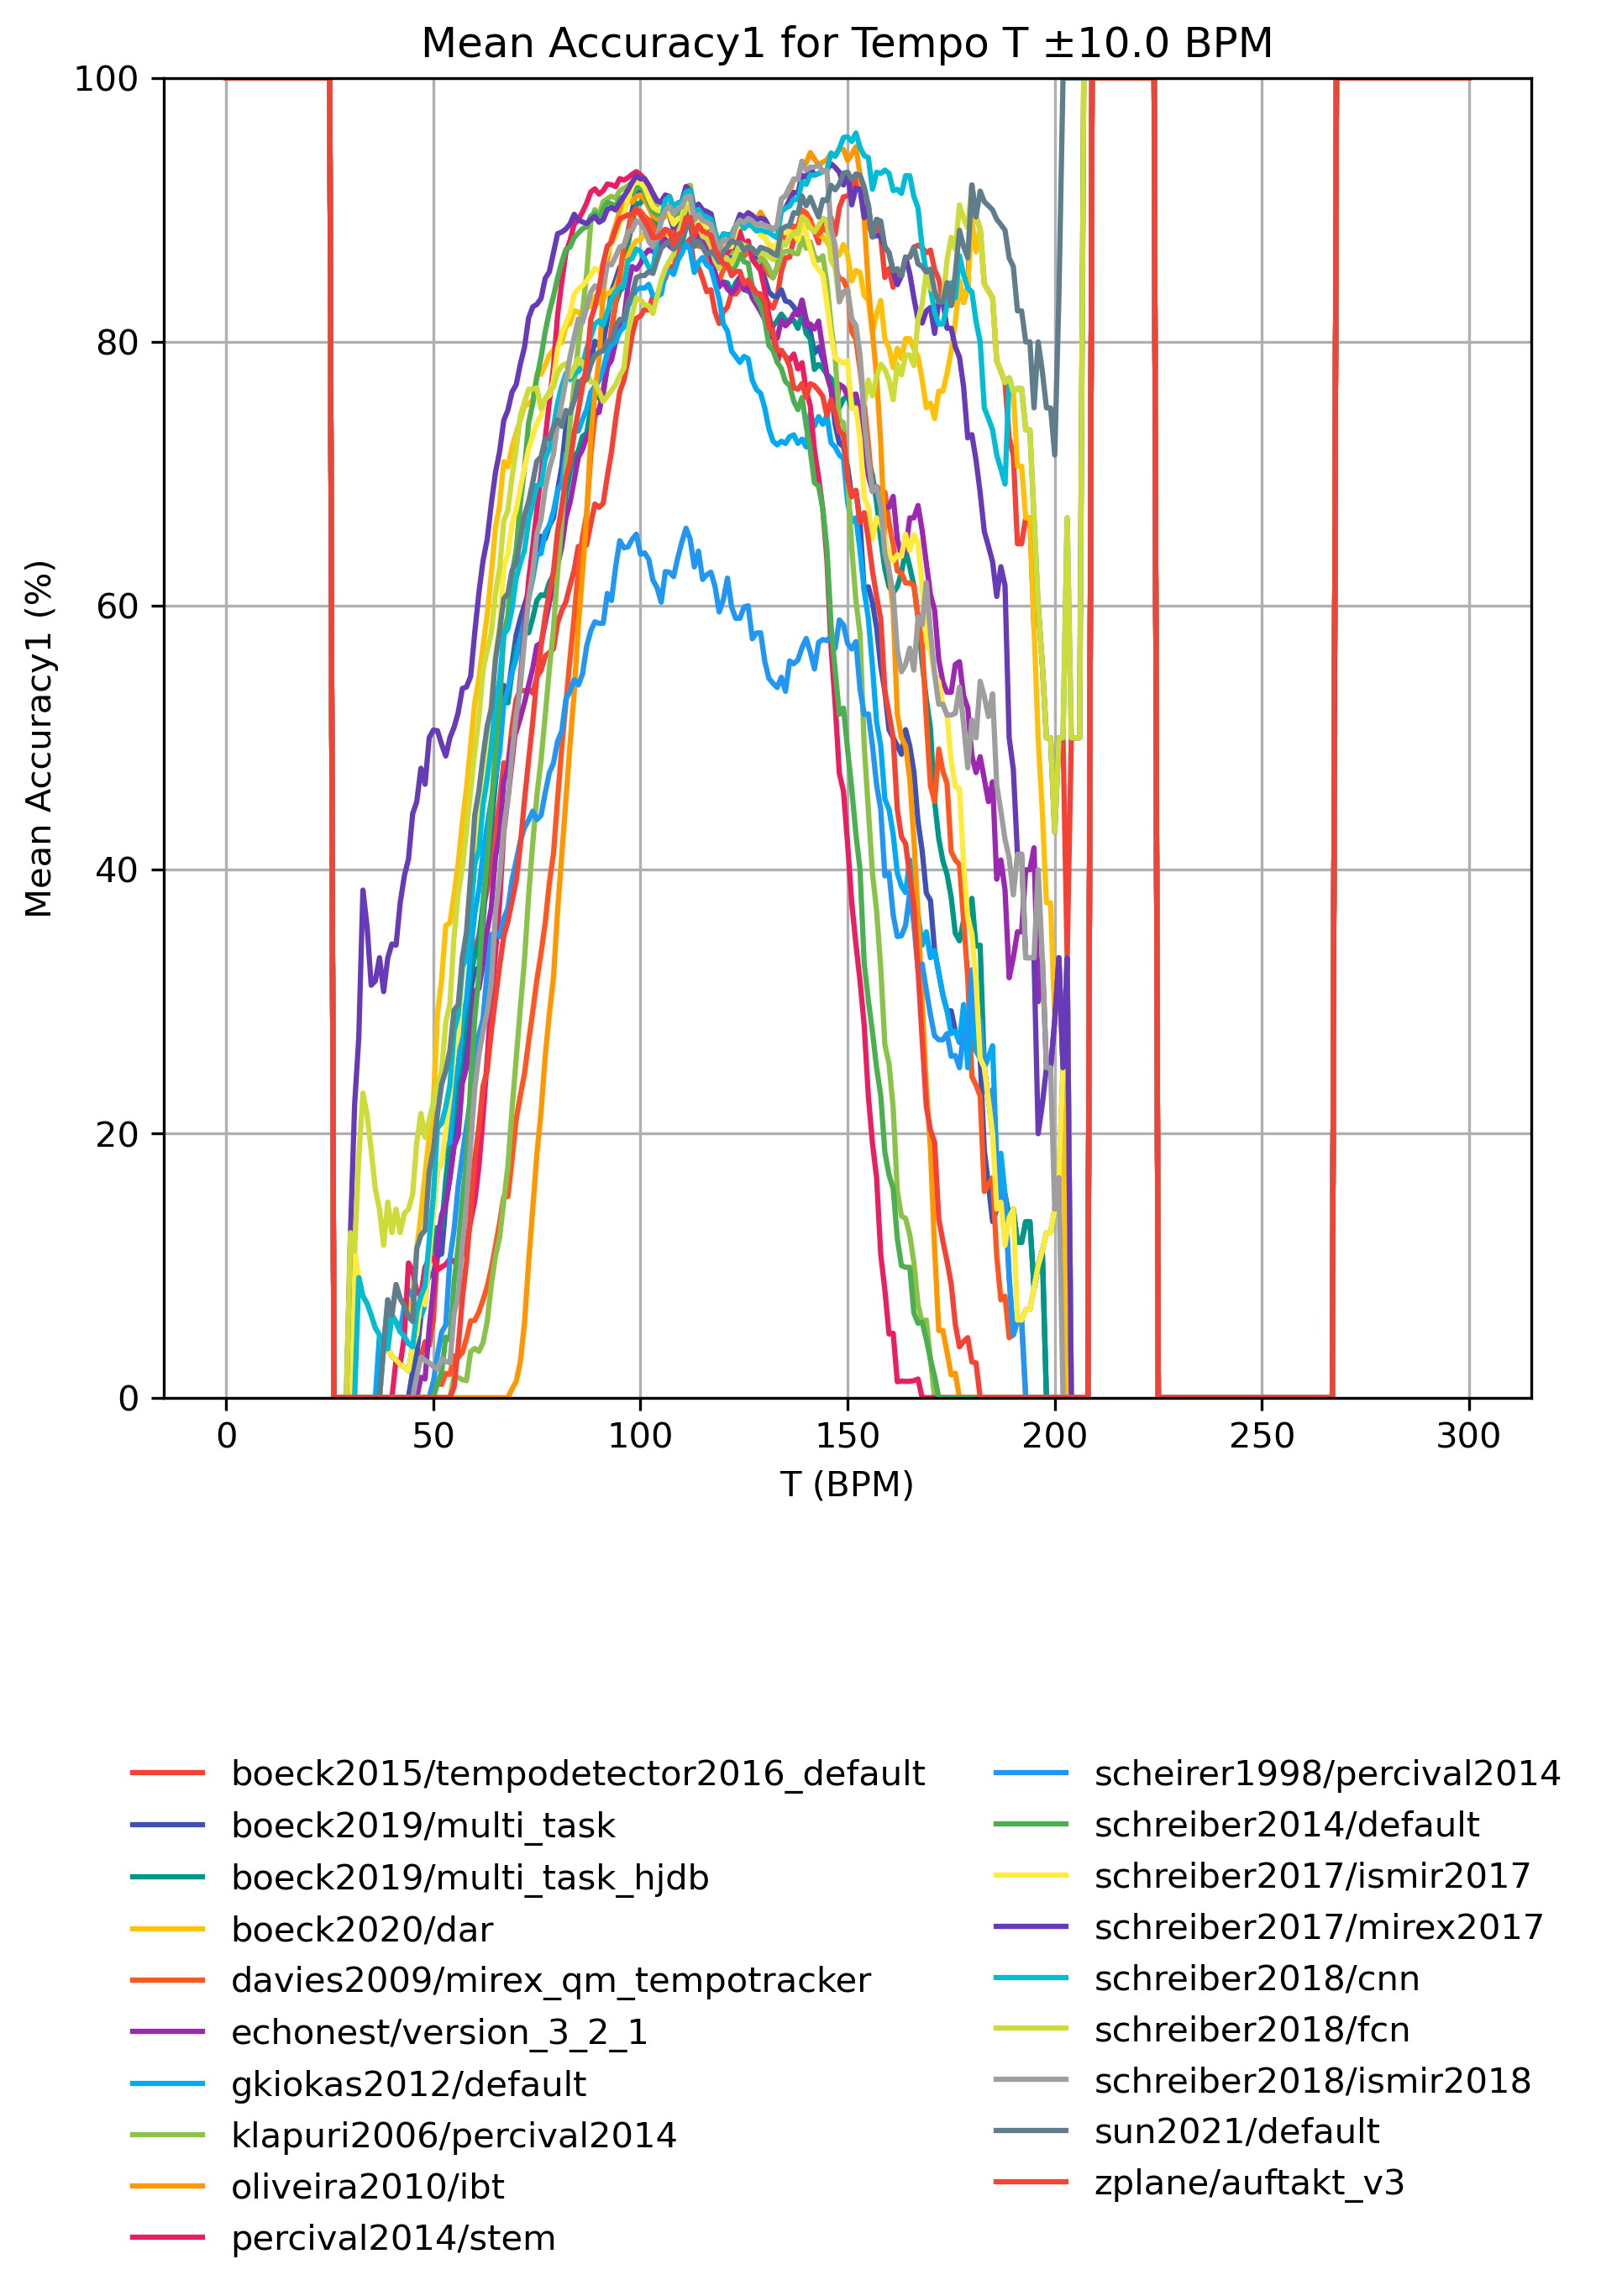 Mean Accuracy1 for Tempo T ±10.0 BPM
100
80
60
40
20
0
Mean Accuracy1 (%)
0 50 100 150 200 250 300
T (BPM)
boeck2015/tempodetector2016_default
boeck2019/multi_task
boeck2019/multi_task_hjdb
boeck2020/dar
davies2009/mirex_qm_tempotracker
echonest/version_3_2_1
gkiokas2012/default
klapuri2006/percival2014
oliveira2010/ibt
percival2014/stem
scheirer1998/percival2014
schreiber2014/default
schreiber2017/ismir2017
schreiber2017/mirex2017
schreiber2018/cnn
schreiber2018/fcn
schreiber2018/ismir2018
sun2021/default
zplane/auftakt_v3